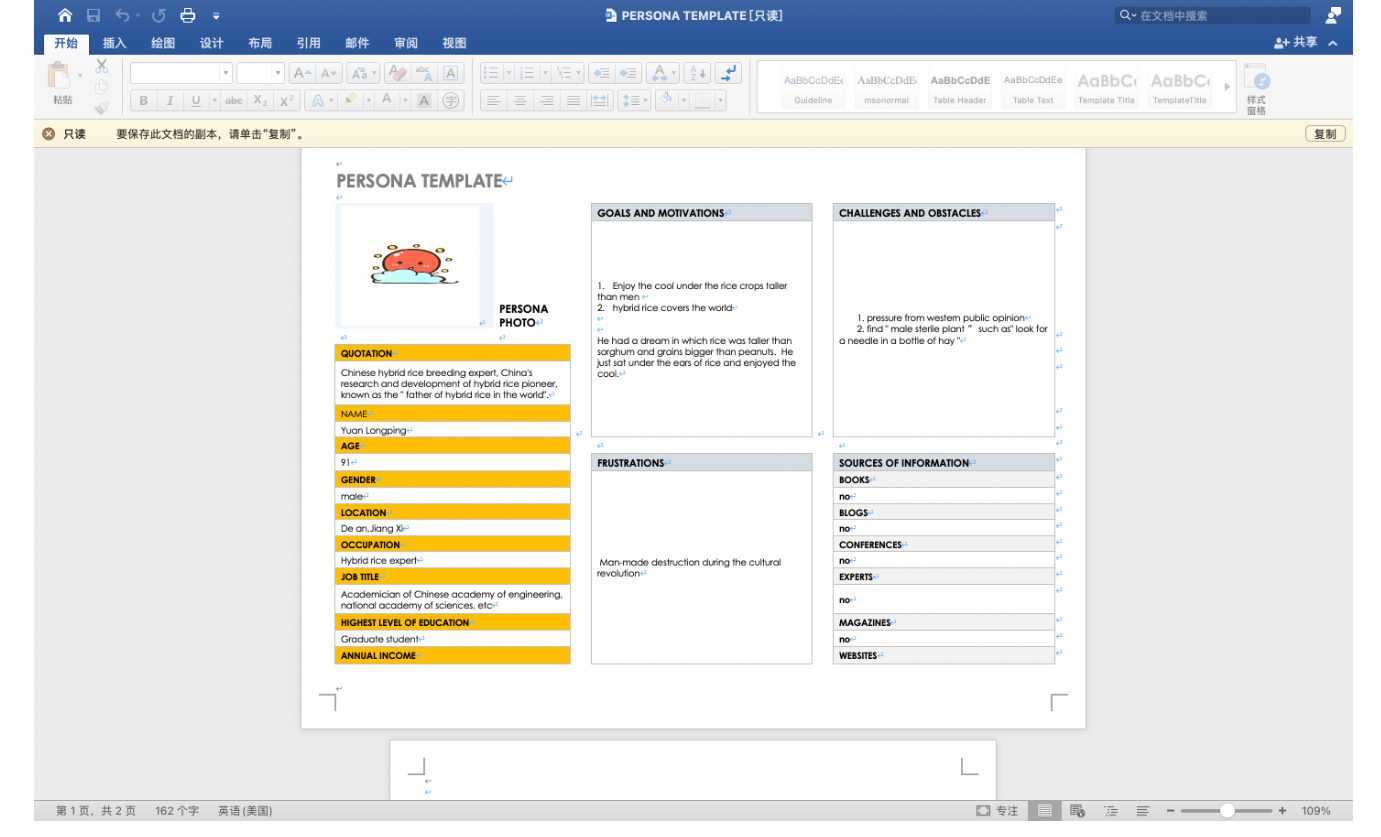 PERSONA TEMPLATE [只读]
在文档中搜索
开始 插入 绘图 设计 布局 引用 邮件 审阅 视图
共享
粘贴
B I U abc X₂ X²
AaBbCcDdEe AaBbCcDdEe AaBbCcDdE AaBbCcDdEe AaBbCc AaBbCc
Guideline msonormal Table Header Table Text Template Title TemplateTitle
样式
窗格
只读 要保存此文档的副本，请单击“复制”。
复制
PERSONA TEMPLATE
PERSONA
PHOTO
QUOTATION
Chinese hybrid rice breeding expert, China's
research and development of hybrid rice pioneer,
known as the " father of hybrid rice in the world".
NAME
Yuan Longping
AGE
91
GENDER
male
LOCATION
De an,Jiang Xi
OCCUPATION
Hybrid rice expert
JOB TITLE
Academician of Chinese academy of engineering,
national academy of sciences, etc
HIGHEST LEVEL OF EDUCATION
Graduate student
ANNUAL INCOME
GOALS AND MOTIVATIONS
1. Enjoy the cool under the rice crops taller
than men
2. hybrid rice covers the world
He had a dream in which rice was taller than
sorghum and grains bigger than peanuts. He
just sat under the ears of rice and enjoyed the
cool.
FRUSTRATIONS
Man-made destruction during the cultural
revolution
CHALLENGES AND OBSTACLES
1. pressure from western public opinion
2. find " male sterile plant ” such as" look for
a needle in a bottle of hay "
SOURCES OF INFORMATION
BOOKS
no
BLOGS
no
CONFERENCES
no
EXPERTS
no
MAGAZINES
no
WEBSITES
第 1 页，共 2 页 162 个字 英语 (美国)
专注
109%